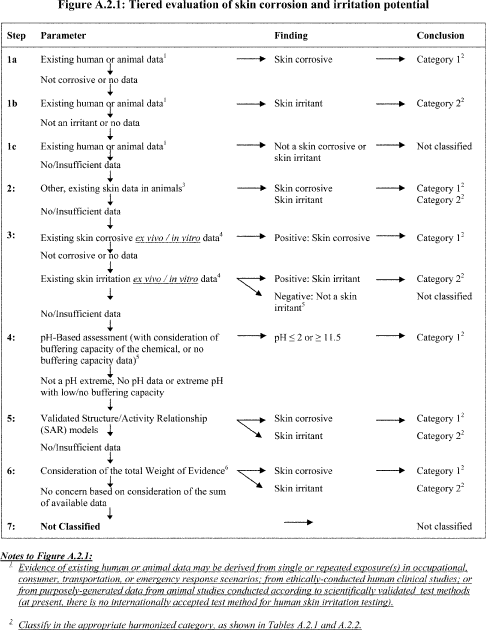 Figure A.2.1: Tiered evaluation of skin corrosion and irritation potential
Step Parameter Finding Conclusion
1a Existing human or animal data1 Skin corrosive Category 12
Not corrosive or no data
1b Existing human or animal data1 Skin irritant Category 22
Not an irritant or no data
1c Existing human or animal data1 Not a skin corrosive or Not classified
skin irritant
No/Insufficient data
2: Other, existing skin data in animals3 Skin corrosive Category 12
Skin irritant Category 22
No/Insufficient data
3: Existing skin corrosive ex vivo / in vitro data4 Positive: Skin corrosive Category 12
Not corrosive or no data
Existing skin irritation ex vivo / in vitro data4 Positive: Skin irritant Category 22
Negative: Not a skin Not classified
irritant5
No/Insufficient data
4: pH-Based assessment (with consideration of pH ≤ 2 or ≥ 11.5 Category 12
buffering capacity of the chemical, or no
buffering capacity data)5
Not a pH extreme, No pH data or extreme pH
with low/no buffering capacity
5: Validated Structure/Activity Relationship Skin corrosive Category 12
(SAR) models Skin irritant Category 22
No/Insufficient data
6: Consideration of the total Weight of Evidence6 Skin corrosive Category 12
Skin irritant Category 22
No concern based on consideration of the sum
of available data
7: Not Classified Not classified
Notes to Figure A.2.1:
1 Evidence of existing human or animal data may be derived from single or repeated exposure(s) in occupational,
consumer, transportation, or emergency response scenarios; from ethically-conducted human clinical studies; or
from purposely-generated data from animal studies conducted according to scientifically validated test methods
(at present, there is no internationally accepted test method for human skin irritation testing).
2 Classify in the appropriate harmonized category, as shown in Tables A.2.1 and A.2.2.